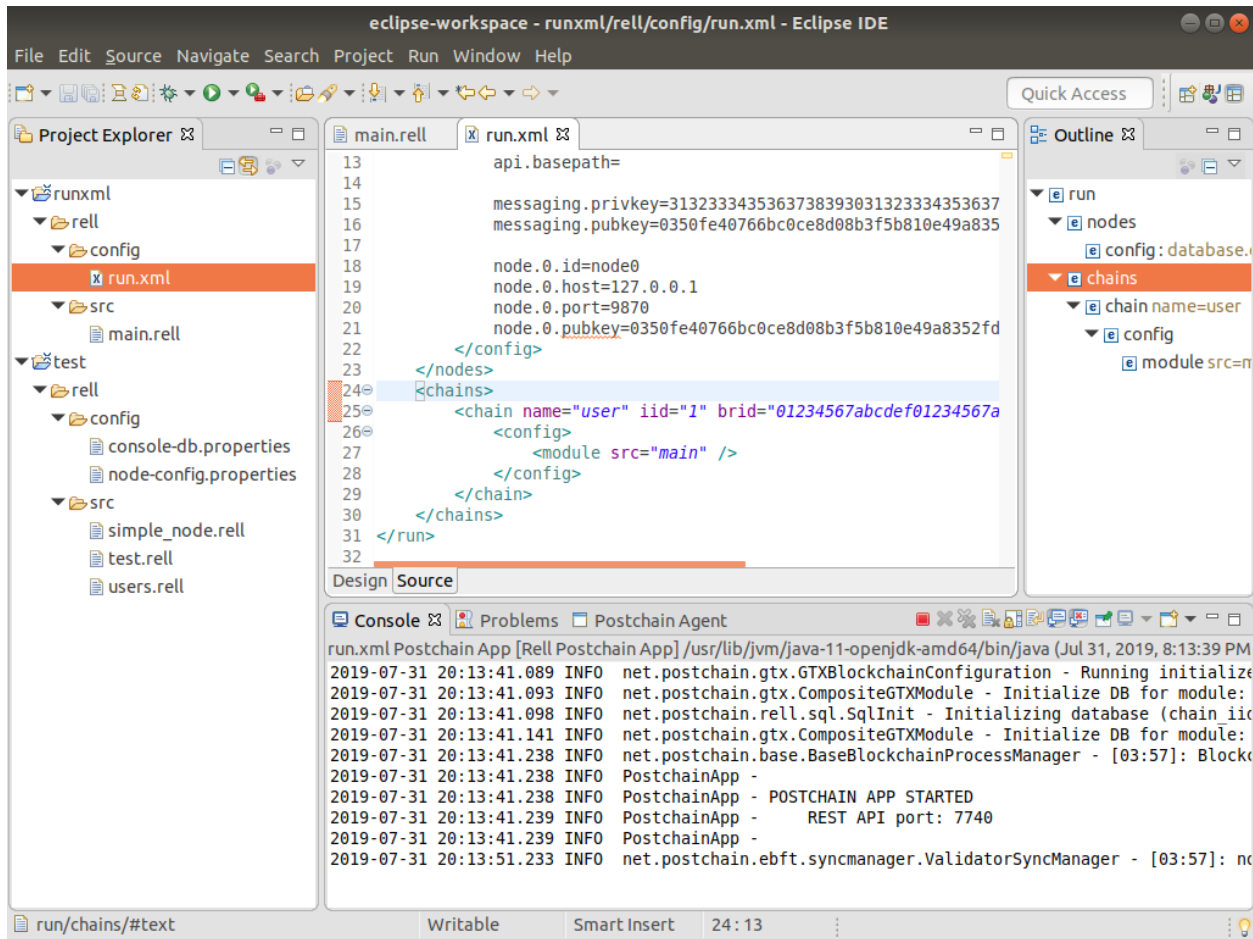 eclipse-workspace - runxml/rell/config/run.xml - Eclipse IDE
File Edit Source Navigate Search Project Run Window Help
Quick Access
Project Explorer
runxml
rell
config
run.xml
src
main.rell
test
rell
config
console-db.properties
node-config.properties
src
simple_node.rell
test.rell
users.rell
main.rell run.xml
13 api.basepath=
14
15 messaging.privkey=31323334353637383930313233343536 37
16 messaging.pubkey=0350fe40766bc0ce8d08b3f5b810e49a835
17
18 node.0.id=node0
19 node.0.host=127.0.0.1
20 node.0.port=9870
21 node.0.pubkey=0350fe40766bc0ce8d08b3f5b810e49a8352fd
22 </config>
23 </nodes>
24 <chains>
25 <chain name="user" iid="1" brid="01234567abcdef01234567a
26 <config>
27 <module src="main" />
28 </config>
29 </chain>
30 </chains>
31 </run>
32
Design Source
Outline
run
nodes
config : database.
chains
chain name=user
config
module src=m
Console Problems Postchain Agent
run.xml Postchain App [Rell Postchain App] /usr/lib/jvm/java-11-openjdk-amd64/bin/java (Jul 31, 2019, 8:13:39 PM
2019-07-31 20:13:41.089 INFO net.postchain.gtx.GTXBlockchainConfiguration - Running initialize
2019-07-31 20:13:41.093 INFO net.postchain.gtx.CompositeGTXModule - Initialize DB for module:
2019-07-31 20:13:41.098 INFO net.postchain.rell.sql.SqlInit - Initializing database (chain_iid
2019-07-31 20:13:41.141 INFO net.postchain.gtx.CompositeGTXModule - Initialize DB for module:
2019-07-31 20:13:41.238 INFO net.postchain.base.BaseBlockchainProcessManager - [03:57]: Blockc
2019-07-31 20:13:41.238 INFO PostchainApp -
2019-07-31 20:13:41.238 INFO PostchainApp - POSTCHAIN APP STARTED
2019-07-31 20:13:41.239 INFO PostchainApp - REST API port: 7740
2019-07-31 20:13:41.239 INFO PostchainApp -
2019-07-31 20:13:51.233 INFO net.postchain.ebft.syncmanager.ValidatorSyncManager - [03:57]: no
run/chains/#text Writable Smart Insert 24 : 13